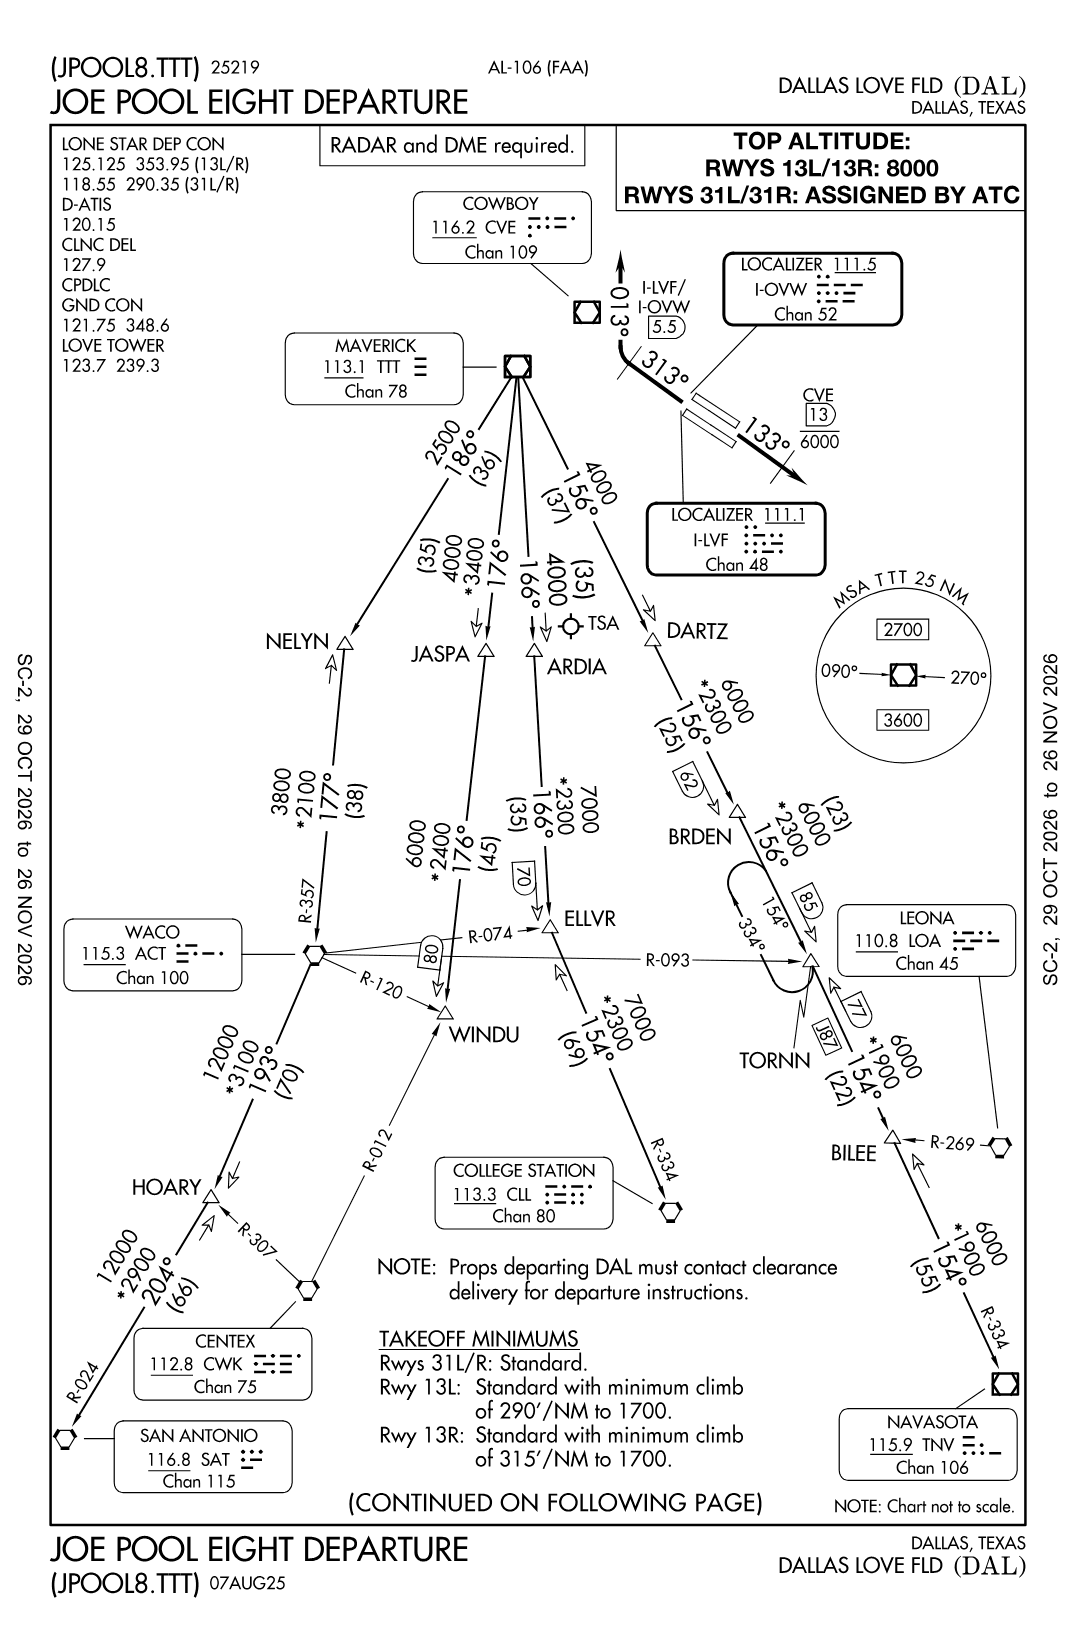 (JPOOL8.TTT) 25219
AL-106 (FAA)
JOE POOL EIGHT DEPARTURE
DALLAS LOVE FLD (DAL)
DALLAS, TEXAS
LONE STAR DEP CON
125.125 353.95 (13L/R)
118.55 290.35 (31L/R)
D-ATIS
120.15
CLNC DEL
127.9
CPDLC
GND CON
121.75 348.6
LOVE TOWER
123.7 239.3
RADAR and DME required.
TOP ALTITUDE:
RWYS 13L/13R: 8000
RWYS 31L/31R: ASSIGNED BY ATC
COWBOY
116.2 CVE
Chan 109
I-LVF/
I-OVW
5.5
013°
313°
LOCALIZER 111.5
I-OVW
Chan 52
MAVERICK
113.1 TTT
Chan 78
CVE
13
6000
133°
LOCALIZER 111.1
I-LVF
Chan 48
2500
186°
(36)
(35)
4000
*3400
176°
166°
4000
(35)
4000
156°
(37)
TSA
NELYN
JASPA
ARDIA
DARTZ
MSA TTT 25 NM
2700
090°
270°
3600
3800
*2100
177°
(38)
R-357
6000
*2400
176°
(45)
80
7000
*2300
166°
(35)
70
6000
*2300
156°
(25)
62
BRDEN
(23)
6000
*2300
156°
85
154°
334°
WACO
115.3 ACT
Chan 100
R-074
ELLVR
R-093
R-120
WINDU
LEONA
110.8 LOA
Chan 45
TORNN
77
J87
6000
*1900
154°
(22)
BILEE
R-269
12000
*3100
193°
(70)
HOARY
R-307
R-012
7000
*2300
154°
(69)
R-334
COLLEGE STATION
113.3 CLL
Chan 80
12000
*2900
204°
(66)
R-024
6000
*1900
154°
(55)
R-334
CENTEX
112.8 CWK
Chan 75
SAN ANTONIO
116.8 SAT
Chan 115
NAVASOTA
115.9 TNV
Chan 106
NOTE: Props departing DAL must contact clearance
delivery for departure instructions.
TAKEOFF MINIMUMS
Rwys 31L/R: Standard.
Rwy 13L: Standard with minimum climb
of 290'/NM to 1700.
Rwy 13R: Standard with minimum climb
of 315'/NM to 1700.
(CONTINUED ON FOLLOWING PAGE)
NOTE: Chart not to scale.
SC-2, 29 OCT 2026 to 26 NOV 2026
SC-2, 29 OCT 2026 to 26 NOV 2026
JOE POOL EIGHT DEPARTURE
(JPOOL8.TTT) 07AUG25
DALLAS, TEXAS
DALLAS LOVE FLD (DAL)